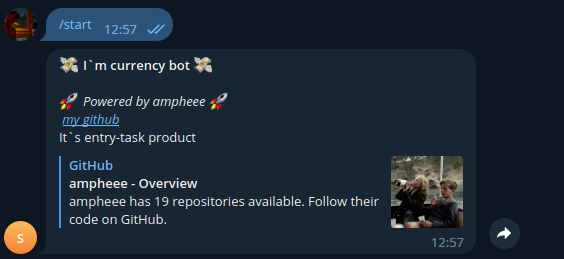 /start 12:57
💸 I`m currency bot 💸
🚀 Powered by ampheee 🚀
my github
It`s entry-task product
GitHub
ampheee - Overview
ampheee has 19 repositories available. Follow their
code on GitHub.
12:57
S